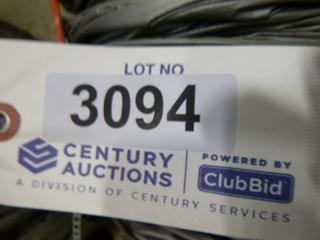 LOT NO
3094
CENTURY
AUCTIONS
POWERED BY
ClubBid
A DIVISION OF CENTURY SERVICES